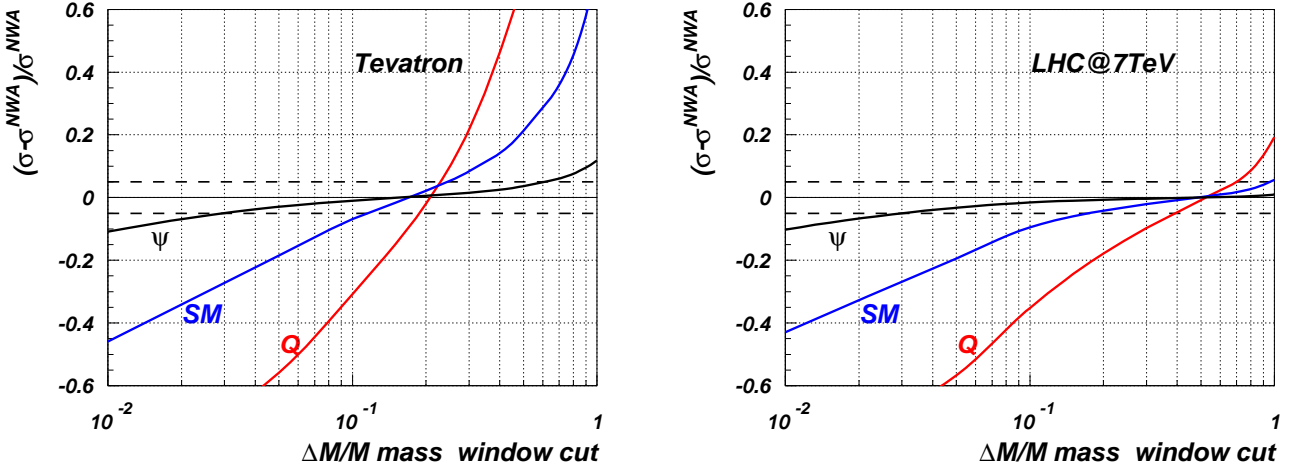 (σ-σ^NWA)/σ^NWA
0.6
0.4
0.2
0
-0.2
-0.4
-0.6
Tevatron
ψ
SM
Q
10^-2
10^-1
1
ΔM/M mass window cut
(σ-σ^NWA)/σ^NWA
0.6
0.4
0.2
0
-0.2
-0.4
-0.6
LHC@7TeV
ψ
SM
Q
10^-2
10^-1
1
ΔM/M mass window cut